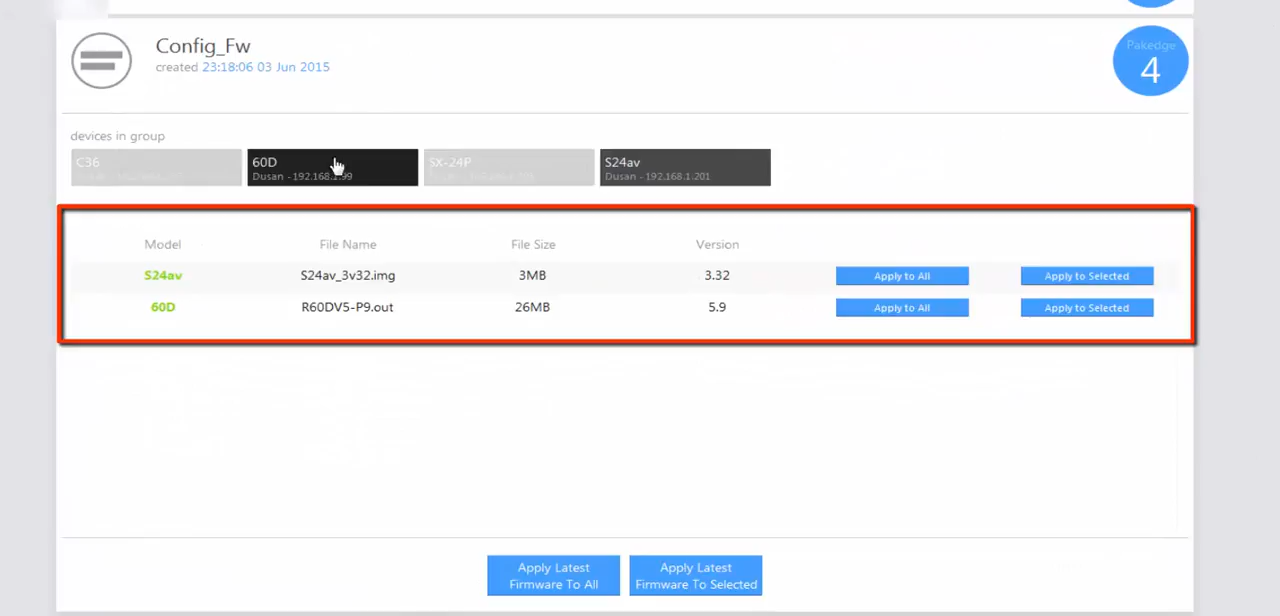 Config_Fw
created 23:18:06 03 Jun 2015
Pakedge
4
devices in group
C36
60D
SX-24P
S24av
Dusan - 192.168.1.99
Dusan - 192.168.1.201
Model File Name File Size Version
S24av S24av_3v32.img 3MB 3.32 Apply to All Apply to Selected
60D R60DV5-P9.out 26MB 5.9 Apply to All Apply to Selected
Apply Latest
Firmware To All
Apply Latest
Firmware To Selected